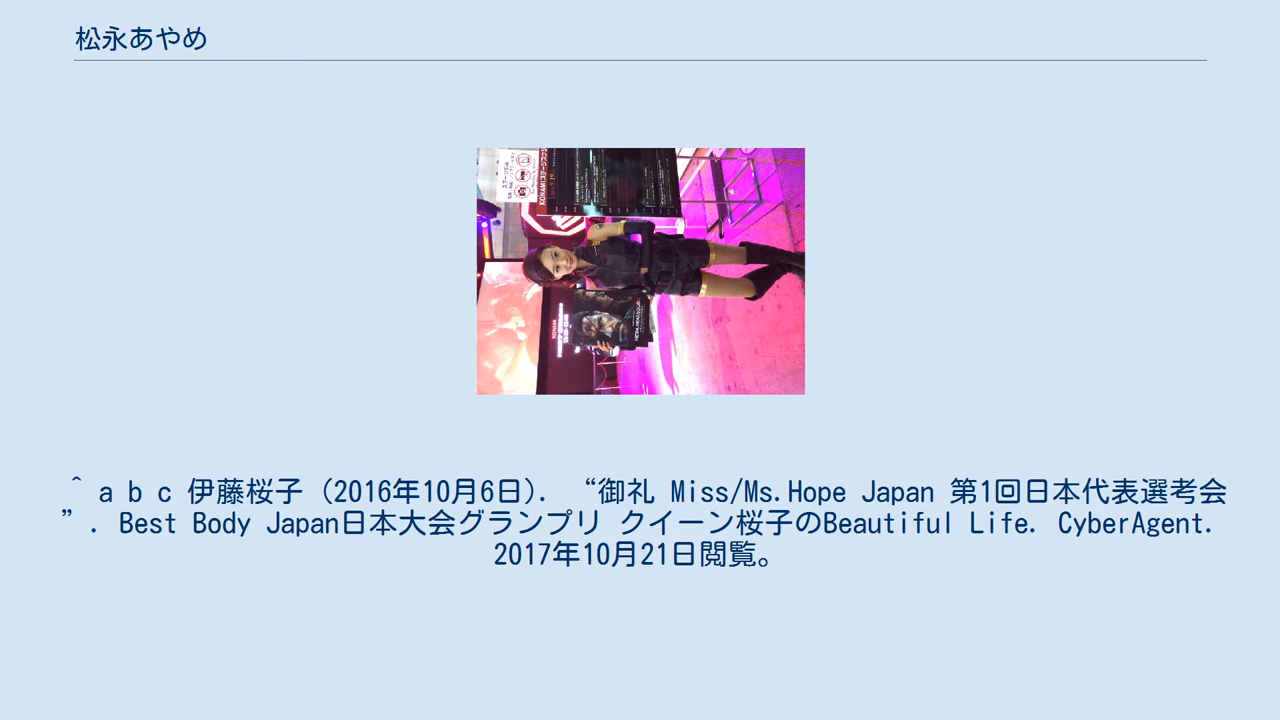 松永あやめ
^ a b c 伊藤桜子 (2016年10月6日). “御礼 Miss/Ms.Hope Japan 第1回日本代表選考会
”. Best Body Japan日本大会グランプリ クイーン桜子のBeautiful Life. CyberAgent.
2017年10月21日閲覧。
KONAMI